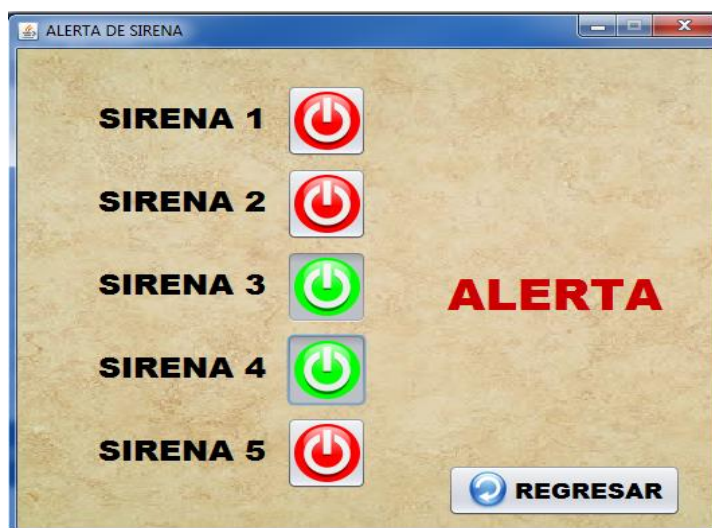 ALERTA DE SIRENA
SIRENA 1
SIRENA 2
SIRENA 3
ALERTA
SIRENA 4
SIRENA 5
REGRESAR